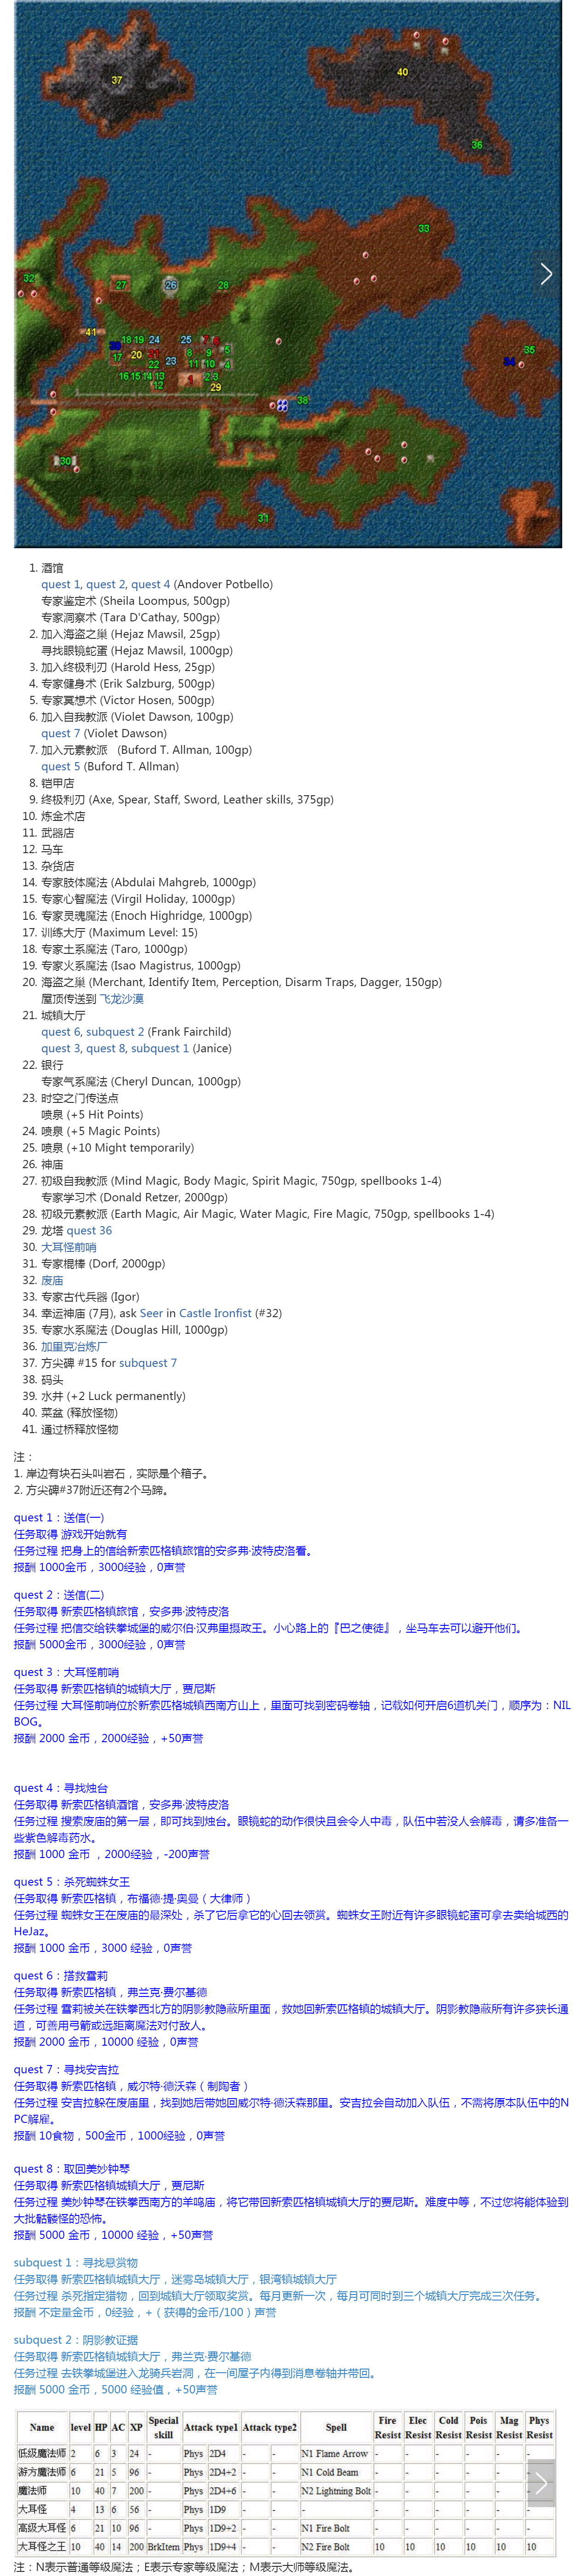 37
40
36
33
32
27
26
28
41
18 19 24
25
7 6
39
17
20
21
22
23
8 9 5
11 10 4
16 15 14 13
12
1
2 3
29
34
35
38
30
31
1. 酒馆
quest 1, quest 2, quest 4 (Andover Potbello)
专家鉴定术 (Sheila Loompus, 500gp)
专家洞察术 (Tara D'Cathay, 500gp)
2. 加入海盗之巢 (Hejaz Mawsil, 25gp)
寻找眼镜蛇蛋 (Hejaz Mawsil, 1000gp)
3. 加入终极利刃 (Harold Hess, 25gp)
4. 专家健身术 (Erik Salzburg, 500gp)
5. 专家冥想术 (Victor Hosen, 500gp)
6. 加入自我教派 (Violet Dawson, 100gp)
quest 7 (Violet Dawson)
7. 加入元素教派 (Buford T. Allman, 100gp)
quest 5 (Buford T. Allman)
8. 铠甲店
9. 终极利刃 (Axe, Spear, Staff, Sword, Leather skills, 375gp)
10. 炼金术店
11. 武器店
12. 马车
13. 杂货店
14. 专家肢体魔法 (Abdulai Mahgreb, 1000gp)
15. 专家心智魔法 (Virgil Holiday, 1000gp)
16. 专家灵魂魔法 (Enoch Highridge, 1000gp)
17. 训练大厅 (Maximum Level: 15)
18. 专家土系魔法 (Taro, 1000gp)
19. 专家火系魔法 (Isao Magistrus, 1000gp)
20. 海盗之巢 (Merchant, Identify Item, Perception, Disarm Traps, Dagger, 150gp)
屋顶传送到 飞龙沙漠
21. 城镇大厅
quest 6, subquest 2 (Frank Fairchild)
quest 3, quest 8, subquest 1 (Janice)
22. 银行
专家气系魔法 (Cheryl Duncan, 1000gp)
23. 时空之门传送点
喷泉 (+5 Hit Points)
24. 喷泉 (+5 Magic Points)
25. 喷泉 (+10 Might temporarily)
26. 神庙
27. 初级自我教派 (Mind Magic, Body Magic, Spirit Magic, 750gp, spellbooks 1-4)
专家学习术 (Donald Retzer, 2000gp)
28. 初级元素教派 (Earth Magic, Air Magic, Water Magic, Fire Magic, 750gp, spellbooks 1-4)
29. 龙塔 quest 36
30. 大耳怪前哨
31. 专家棍棒 (Dorf, 2000gp)
32. 废庙
33. 专家古代兵器 (Igor)
34. 幸运神庙 (7月), ask Seer in Castle Ironfist (#32)
35. 专家水系魔法 (Douglas Hill, 1000gp)
36. 加里克冶炼厂
37. 方尖碑 #15 for subquest 7
38. 码头
39. 水井 (+2 Luck permanently)
40. 菜盆 (释放怪物)
41. 通过桥释放怪物
注：
1. 岸边有块石头叫岩石，实际是个箱子。
2. 方尖碑#37附近还有2个马蹄。
quest 1：送信(一)
任务取得 游戏开始就有
任务过程 把身上的信给新索匹格镇旅馆的安多弗·波特皮洛看。
报酬 1000金币，3000经验，0声誉
quest 2：送信(二)
任务取得 新索匹格镇旅馆，安多弗·波特皮洛
任务过程 把信交给铁拳城堡的威尔伯·汉弗里摄政王。小心路上的『巴之使徒』，坐马车去可以避开他们。
报酬 5000金币，3000经验，0声誉
quest 3：大耳怪前哨
任务取得 新索匹格镇的城镇大厅，贾尼斯
任务过程 大耳怪前哨位於新索匹格城镇西南方山上，里面可找到密码卷轴，记载如何开启6道机关门，顺序为：NIL
BOG。
报酬 2000 金币，2000经验，+50声誉
quest 4：寻找烛台
任务取得 新索匹格镇酒馆，安多弗·波特皮洛
任务过程 搜索废庙的第一层，即可找到烛台。眼镜蛇的动作很快且会令人中毒，队伍中若没人会解毒，请多准备一
些紫色解毒药水。
报酬 1000 金币 ，2000经验，-200声誉
quest 5：杀死蜘蛛女王
任务取得 新索匹格镇，布福德·提·奥曼（大律师）
任务过程 蜘蛛女王在废庙的最深处，杀了它后拿它的心回去领赏。蜘蛛女王附近有许多眼镜蛇蛋可拿去卖给城西的
HeJaz。
报酬 1000 金币，3000 经验，0声誉
quest 6：搭救雪莉
任务取得 新索匹格镇，弗兰克·费尔基德
任务过程 雪莉被关在铁拳西北方的阴影教隐蔽所里面，救她回新索匹格镇的城镇大厅。阴影教隐蔽所有许多狭长通
道，可善用弓箭或远距离魔法对付敌人。
报酬 2000 金币，10000 经验，0声誉
quest 7：寻找安吉拉
任务取得 新索匹格镇，威尔特·德沃森（制陶者）
任务过程 安吉拉躲在废庙里，找到她后带她回威尔特·德沃森那里。安吉拉会自动加入队伍，不需将原本队伍中的N
PC解雇。
报酬 10食物，500金币，1000经验，0声誉
quest 8：取回美妙钟琴
任务取得 新索匹格镇城镇大厅，贾尼斯
任务过程 美妙钟琴在铁拳西南方的羊鸣庙，将它带回新索匹格镇城镇大厅的贾尼斯。难度中等，不过您将能体验到
大批骷髅怪的恐怖。
报酬 5000 金币，10000 经验，+50声誉
subquest 1：寻找悬赏物
任务取得 新索匹格镇城镇大厅，迷雾岛城镇大厅，银湾镇城镇大厅
任务过程 杀死指定猎物，回到城镇大厅领取奖赏。每月更新一次，每月可同时到三个城镇大厅完成三次任务。
报酬 不定量金币，0经验，+（获得的金币/100）声誉
subquest 2：阴影教证据
任务取得 新索匹格镇城镇大厅，弗兰克·费尔基德
任务过程 去铁拳城堡进入龙骑兵岩洞，在一间屋子内得到消息卷轴并带回。
报酬 5000 金币，5000 经验值，+50声誉
Name level HP AC XP Special skill Attack type1 Attack type2 Spell Fire Resist Elec Resist Cold Resist Pois Resist Mag Resist Phys Resist
低级魔法师 2 6 3 24 - Phys 2D4 - - N1 Flame Arrow - - - - - -
游方魔法师 6 21 5 96 - Phys 2D4+2 - - N1 Cold Beam - - - - - -
魔法师 10 40 7 200 - Phys 2D4+6 - - N2 Lightning Bolt - - - - - -
大耳怪 4 13 6 56 - Phys 1D9 - - - - - - - - -
高级大耳怪 6 21 10 96 - Phys 1D9+2 - - N1 Fire Bolt - - - - - -
大耳怪之王 10 40 14 200 BrkItem Phys 1D9+4 - - N2 Fire Bolt 10 10 10 10 10 10
注：N表示普通等级魔法；E表示专家等级魔法；M表示大师等级魔法。